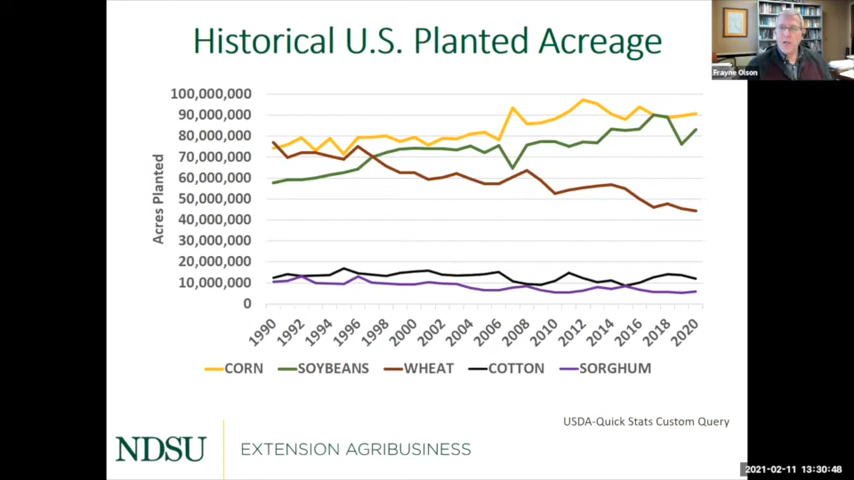 Historical U.S. Planted Acreage
Frayne Olson
Acres Planted
100,000,000
90,000,000
80,000,000
70,000,000
60,000,000
50,000,000
40,000,000
30,000,000
20,000,000
10,000,000
0
1990 1992 1994 1996 1998 2000 2002 2004 2006 2008 2010 2012 2014 2016 2018 2020
CORN SOYBEANS WHEAT COTTON SORGHUM
USDA-Quick Stats Custom Query
NDSU EXTENSION AGRIBUSINESS
2021-02-11 13:30:48